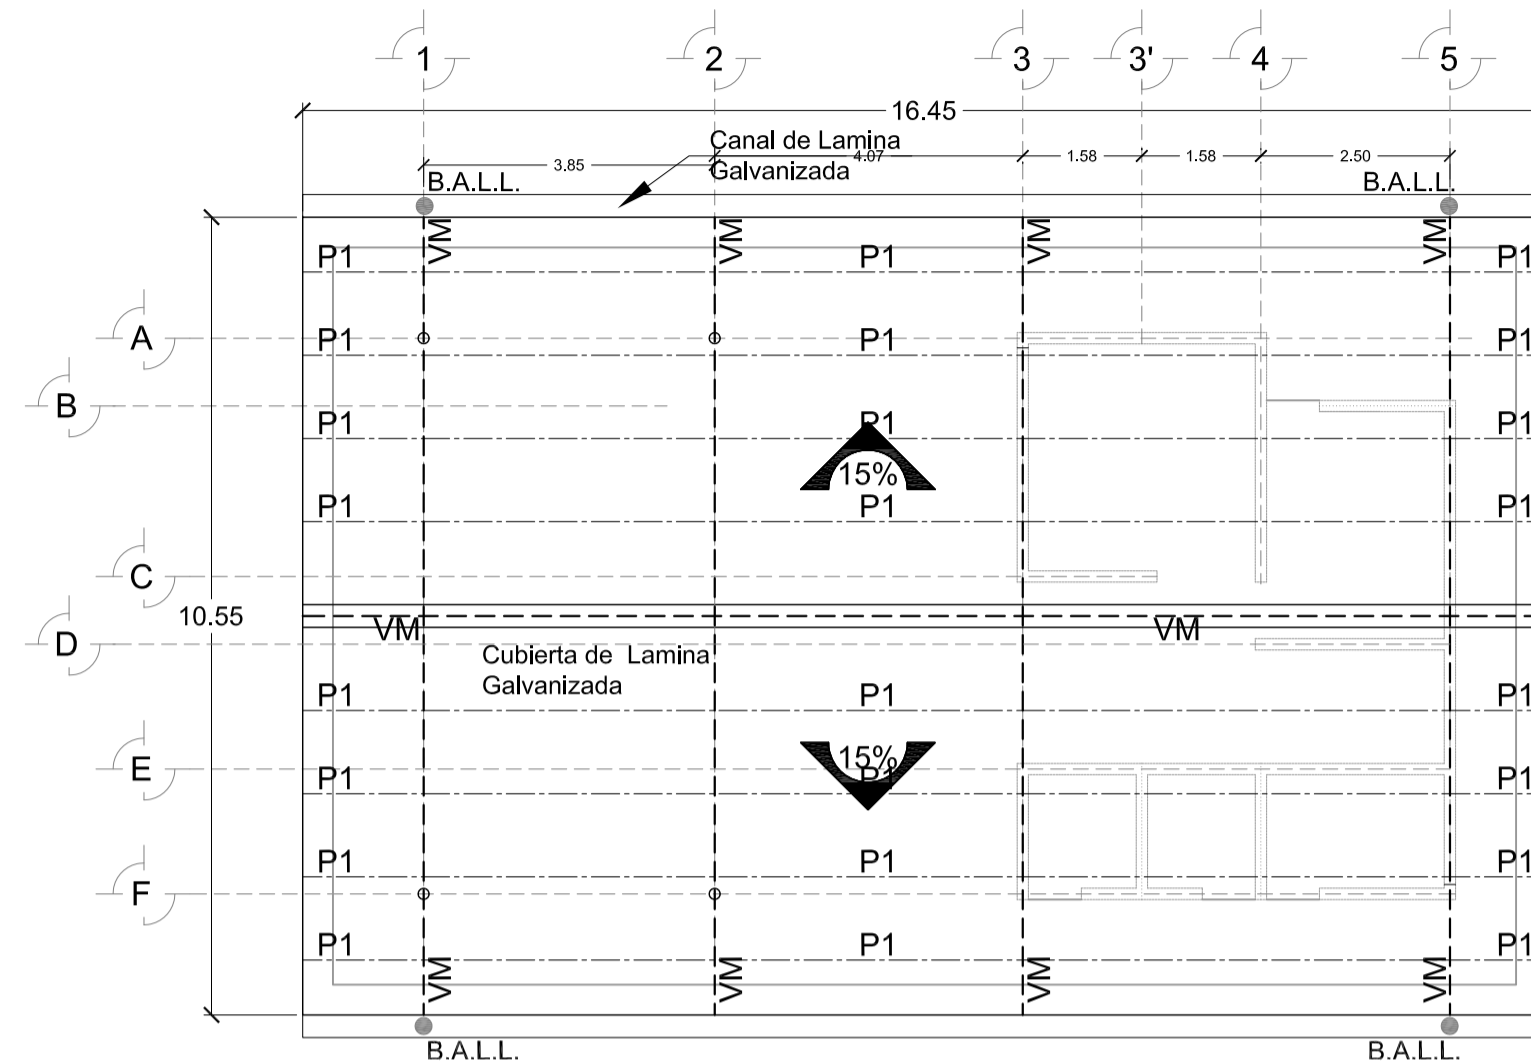 1 2 3 3' 4 5
16.45
Canal de Lamina
Galvanizada
3.85 4.07 1.58 1.58 2.50
B.A.L.L. B.A.L.L.
VM VM VM VM
P1 P1 P1
A P1 P1 P1
B P1 P1 P1
15%
P1 P1 P1
C
10.55
VM VM
D
Cubierta de Lamina
Galvanizada
P1 P1 P1
15%
E P1 P1 P1
P1 P1 P1
F
P1 P1 P1
VM VM VM VM
B.A.L.L. B.A.L.L.